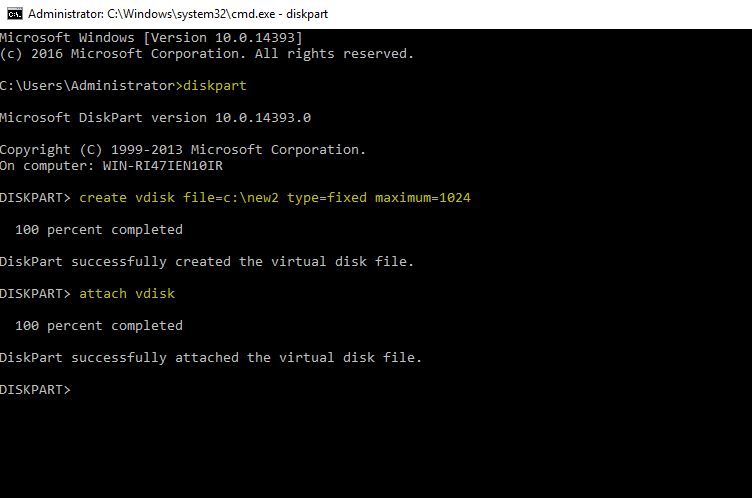 Administrator: C:\Windows\system32\cmd.exe - diskpart
Microsoft Windows [Version 10.0.14393]
(c) 2016 Microsoft Corporation. All rights reserved.
C:\Users\Administrator>diskpart
Microsoft DiskPart version 10.0.14393.0
Copyright (C) 1999-2013 Microsoft Corporation.
On computer: WIN-RI47IEN10IR
DISKPART> create vdisk file=c:\new2 type=fixed maximum=1024
100 percent completed
DiskPart successfully created the virtual disk file.
DISKPART> attach vdisk
100 percent completed
DiskPart successfully attached the virtual disk file.
DISKPART>